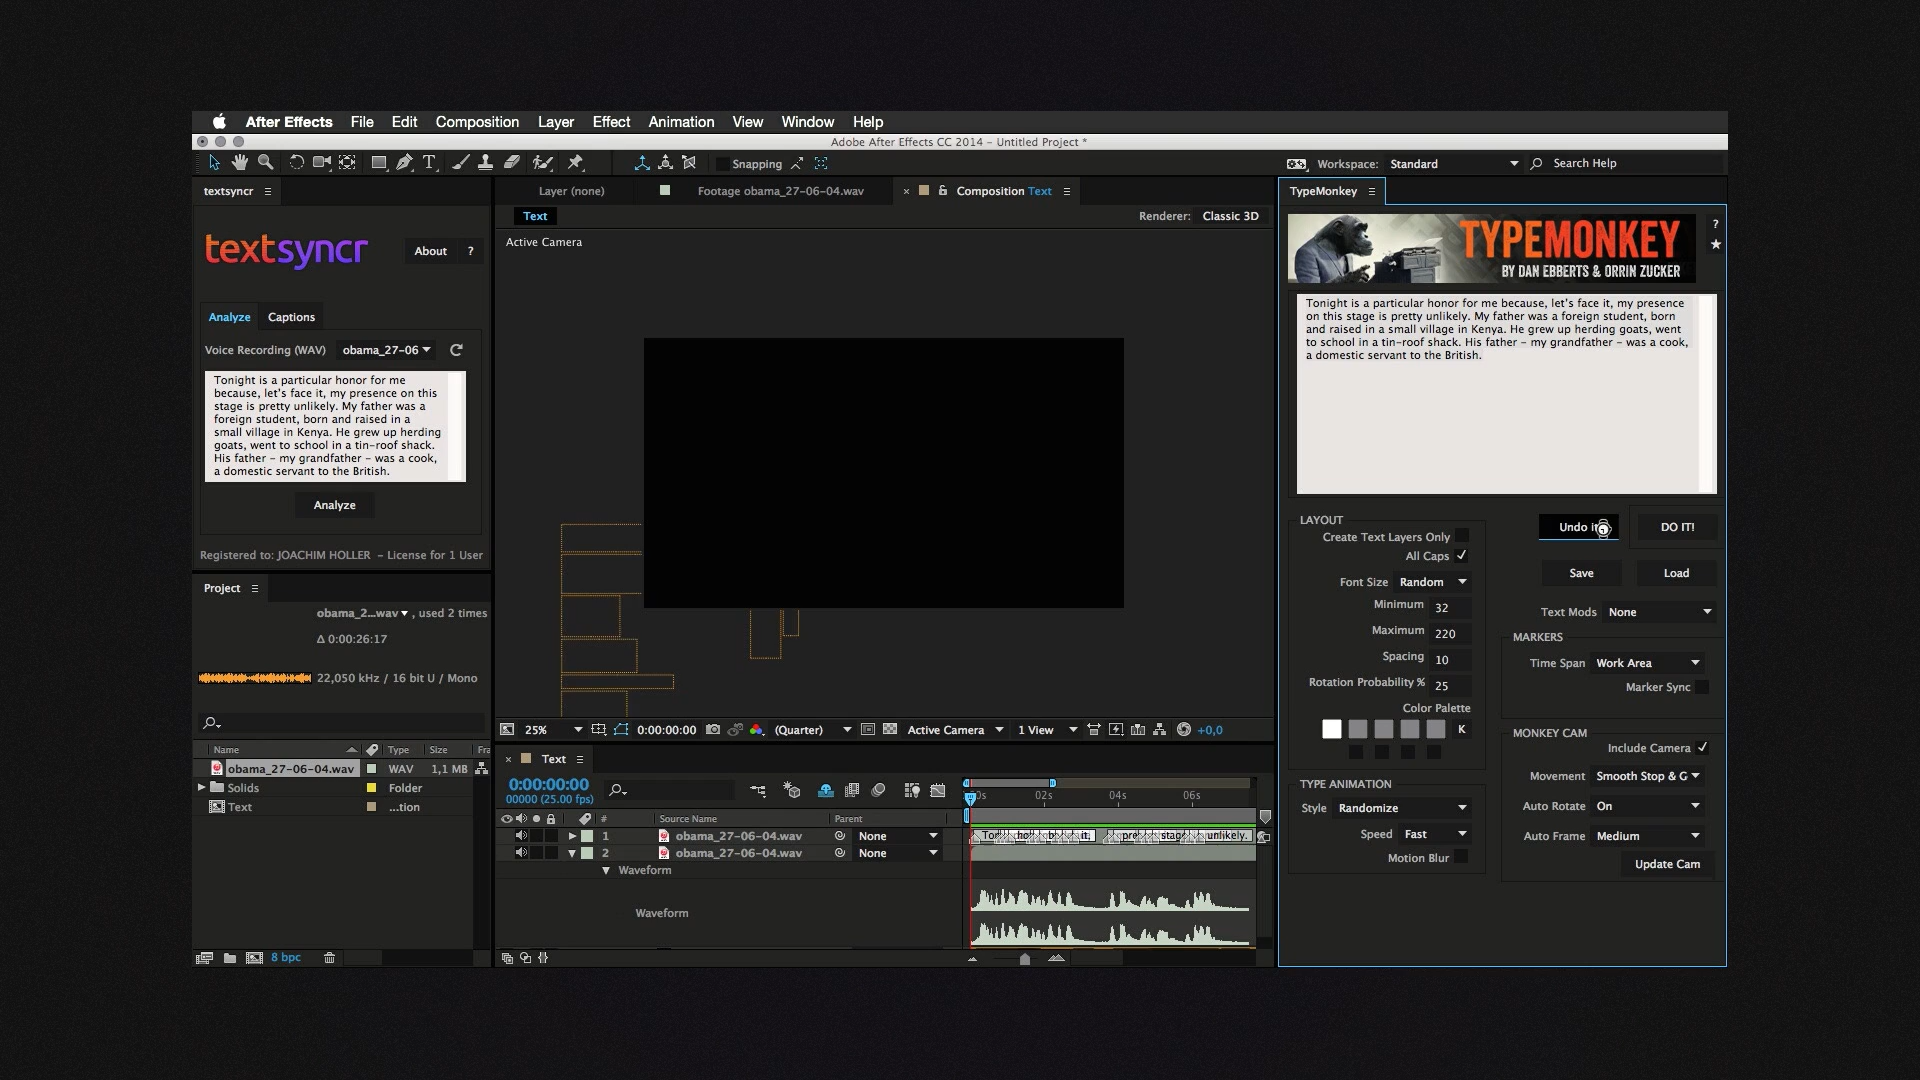 After Effects File Edit Composition Layer Effect Animation View Window Help
Adobe After Effects CC 2014 – Untitled Project *
Snapping
Workspace: Standard
Search Help
textsyncr
textsyncr
About ?
Analyze Captions
Voice Recording (WAV) obama_27-06
Tonight is a particular honor for me
because, let's face it, my presence on this
stage is pretty unlikely. My father was a
foreign student, born and raised in a
small village in Kenya. He grew up herding
goats, went to school in a tin-roof shack.
His father – my grandfather – was a cook,
a domestic servant to the British.
Analyze
Registered to: JOACHIM HOLLER – License for 1 User
Project
obama_2...wav , used 2 times
Δ 0:00:26:17
22,050 kHz / 16 bit U / Mono
Name Type Size Fra
obama_27-06-04.wav WAV 1,1 MB
Solids Folder
Text ...tion
8 bpc
Layer (none) Footage obama_27-06-04.wav × Composition Text
Text
Renderer: Classic 3D
Active Camera
25% 0:00:00:00 (Quarter) Active Camera 1 View +0,0
× Text
0:00:00:00
00000 (25.00 fps)
0s 02s 04s 06s
# Source Name Parent
1 obama_27-06-04.wav None
2 obama_27-06-04.wav None
it, unlikely.
Waveform
Waveform
TypeMonkey
TYPEMONKEY
BY DAN EBBERTS & ORRIN ZUCKER
?
Tonight is a particular honor for me because, let's face it, my presence
on this stage is pretty unlikely. My father was a foreign student, born
and raised in a small village in Kenya. He grew up herding goats, went
to school in a tin-roof shack. His father – my grandfather – was a cook,
a domestic servant to the British.
LAYOUT
Create Text Layers Only
All Caps
Font Size Random
Minimum 32
Maximum 220
Spacing 10
Rotation Probability % 25
Color Palette
K
TYPE ANIMATION
Style Randomize
Speed Fast
Motion Blur
Undo it DO IT!
Save Load
Text Mods None
MARKERS
Time Span Work Area
Marker Sync
MONKEY CAM
Include Camera
Movement Smooth Stop & G
Auto Rotate On
Auto Frame Medium
Update Cam